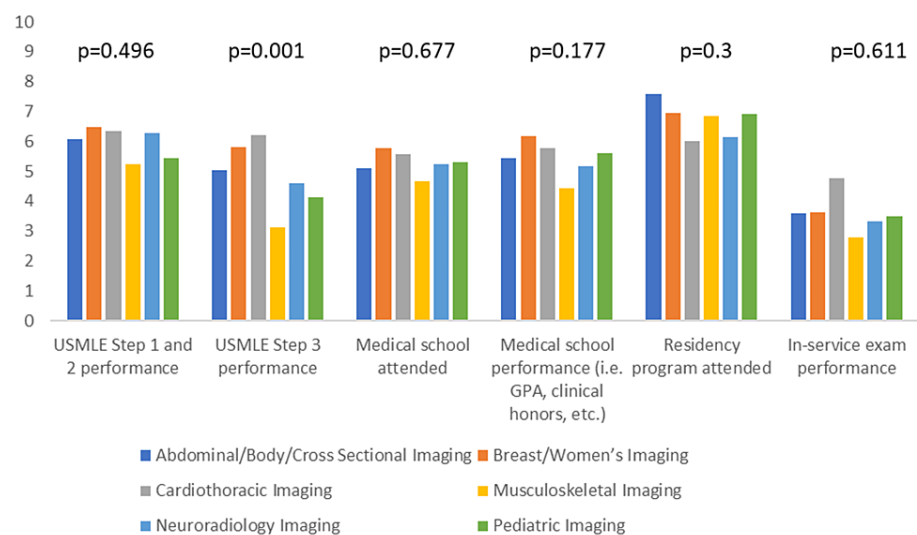 10
9
8
7
6
5
4
3
2
1
0
p=0.496
p=0.001
p=0.677
p=0.177
p=0.3
p=0.611
USMLE Step 1 and
2 performance
USMLE Step 3
performance
Medical school
attended
Medical school
performance (i.e.
GPA, clinical
honors, etc.)
Residency
program attended
In-service exam
performance
Abdominal/Body/Cross Sectional Imaging
Breast/Women's Imaging
Cardiothoracic Imaging
Musculoskeletal Imaging
Neuroradiology Imaging
Pediatric Imaging